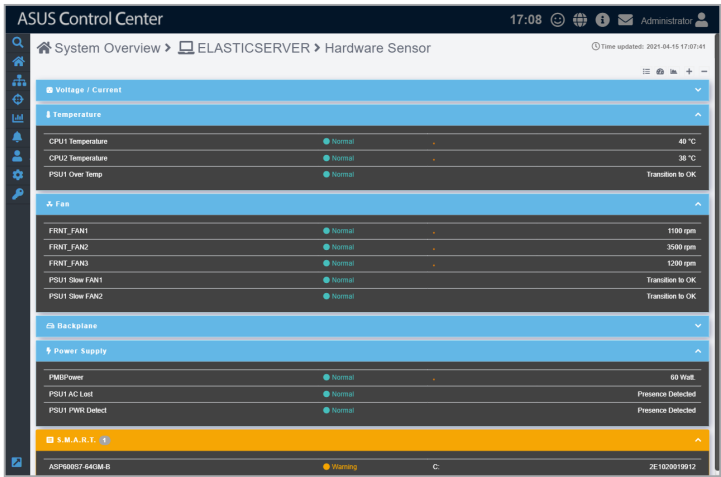 ASUS Control Center
17:08 Administrator
System Overview > ELASTICSERVER > Hardware Sensor
Time updated: 2021-04-15 17:07:41
Voltage / Current
Temperature
CPU1 Temperature Normal 40 °C
CPU2 Temperature Normal 38 °C
PSU1 Over Temp Normal Transition to OK
Fan
FRNT_FAN1 Normal 1100 rpm
FRNT_FAN2 Normal 3500 rpm
FRNT_FAN3 Normal 1200 rpm
PSU1 Slow FAN1 Normal Transition to OK
PSU1 Slow FAN2 Normal Transition to OK
Backplane
Power Supply
PMBPower Normal 60 Watt.
PSU1 AC Lost Normal Presence Detected
PSU1 PWR Detect Normal Presence Detected
S.M.A.R.T. 1
ASP600S7-64GM-B Warning C: 2E1020019912